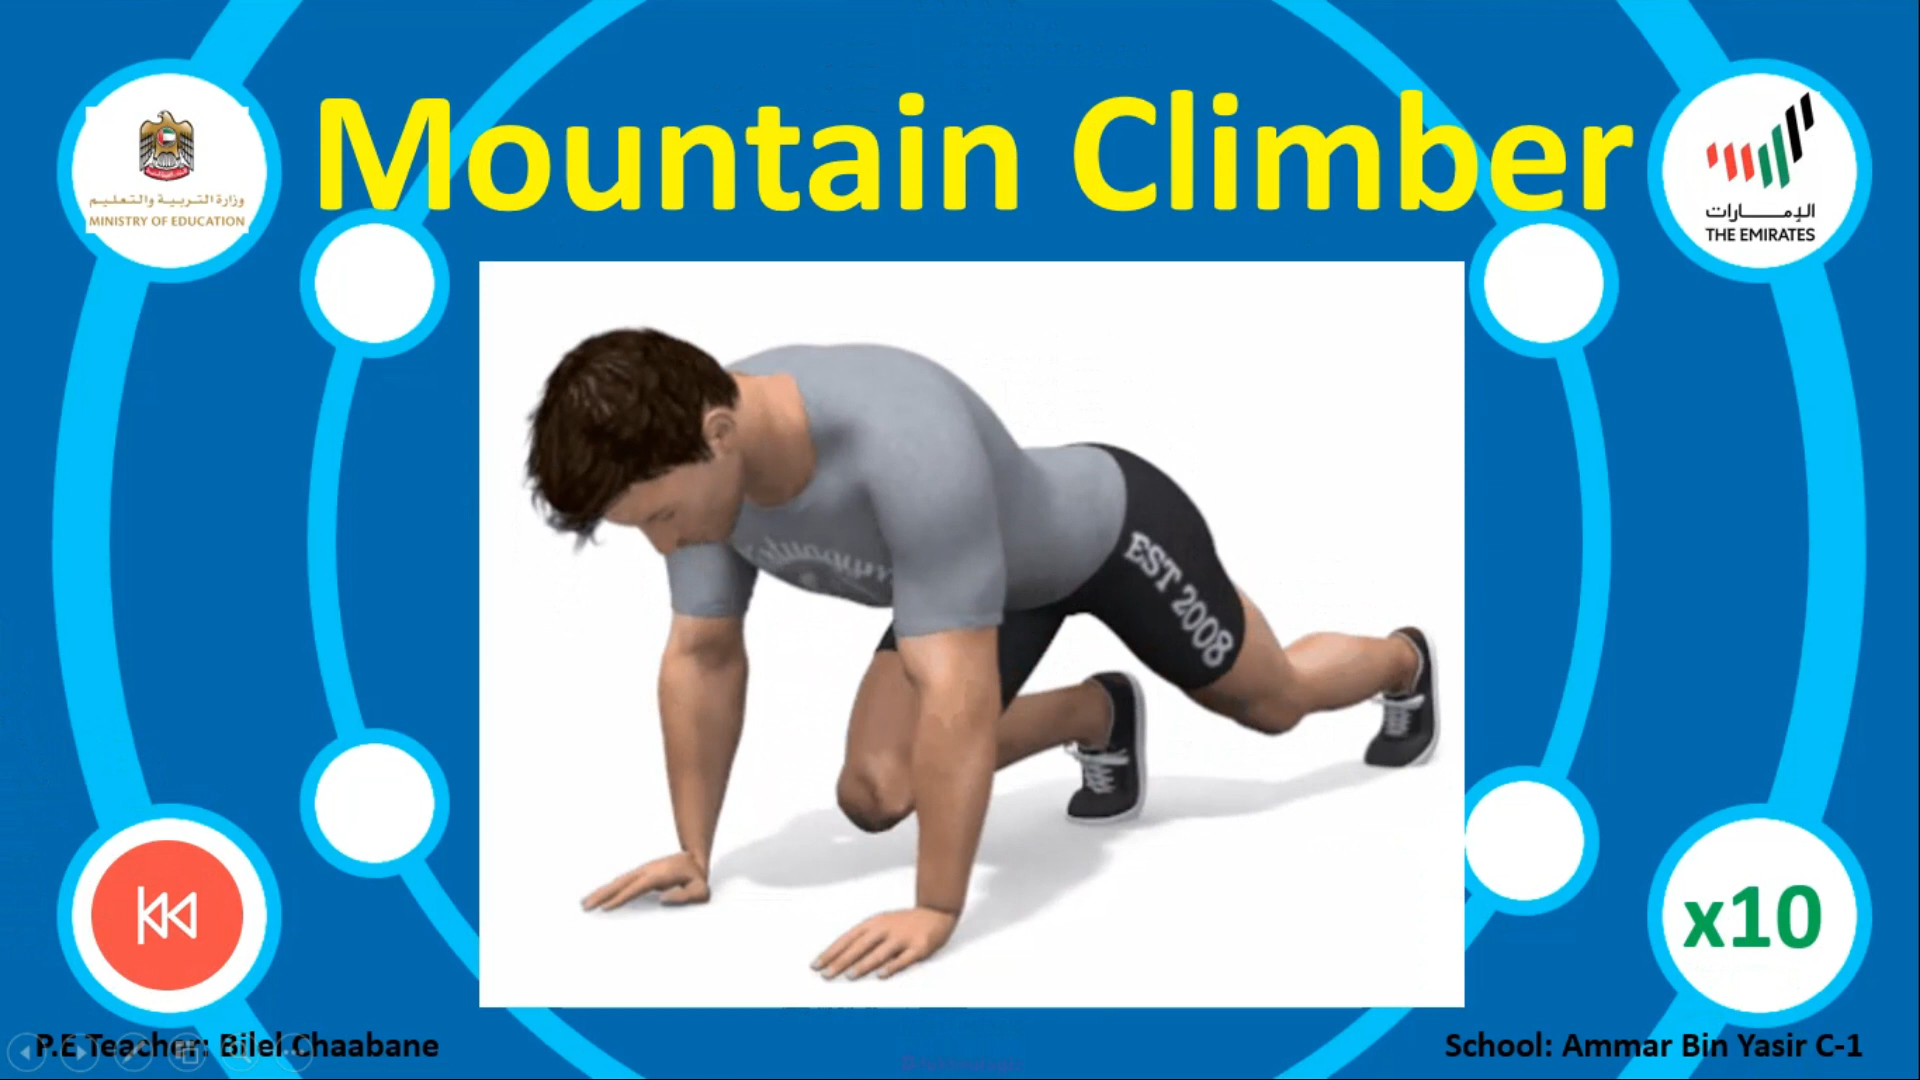 Mountain Climber
وزارة التربية والتعليم
MINISTRY OF EDUCATION
الإمارات
THE EMIRATES
EST 2008
x10
P.E Teacher: Bilel Chaabane
School: Ammar Bin Yasir C-1